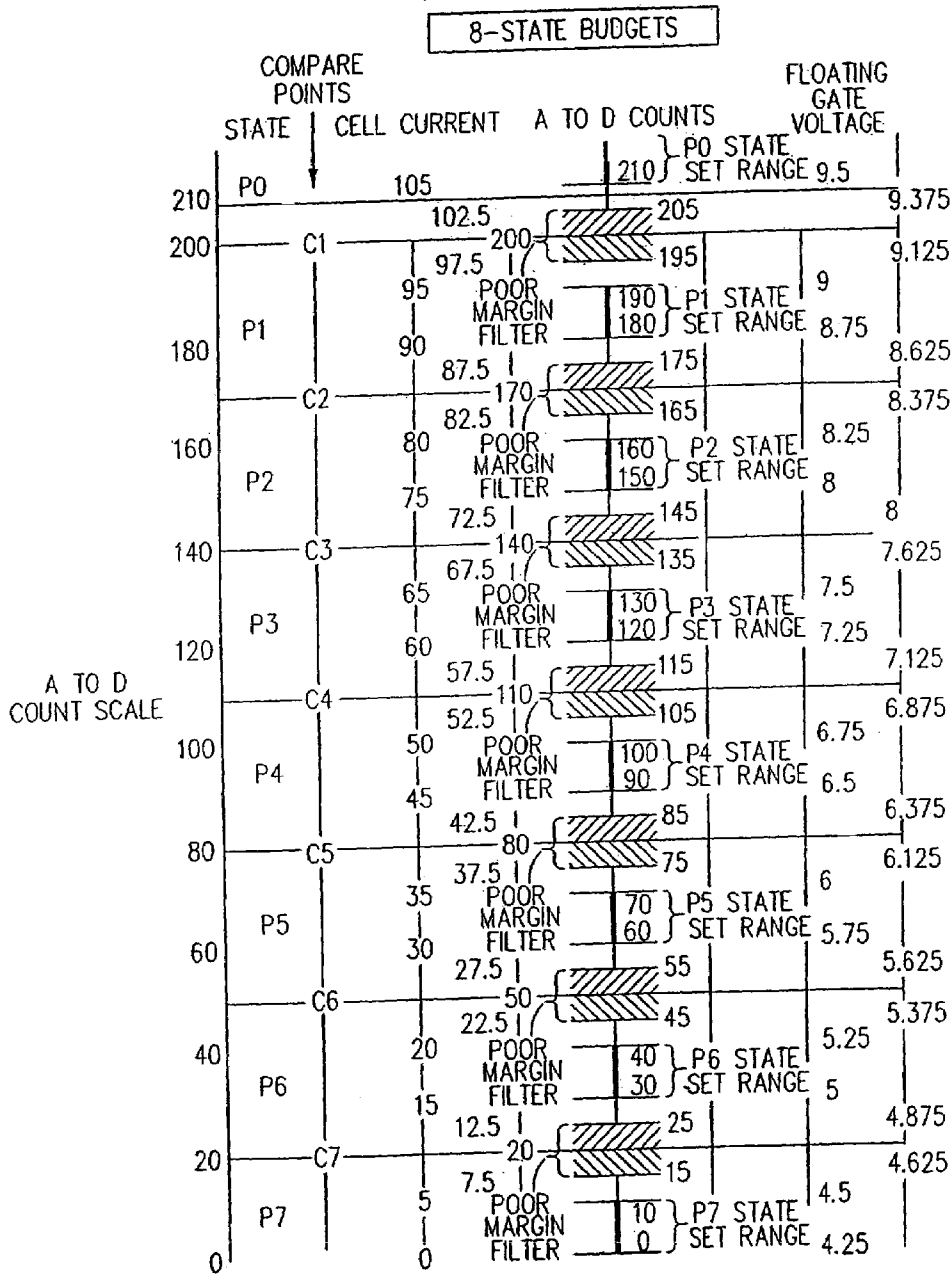 8-STATE BUDGETS
COMPARE
POINTS
FLOATING
GATE
VOLTAGE
STATE
CELL CURRENT
A TO D COUNTS
210
P0
105
210
P0 STATE
SET RANGE
9.5
9.375
102.5
205
200
C1
200
9.125
97.5
195
95
POOR
MARGIN
FILTER
190
180
P1 STATE
SET RANGE
9
8.75
P1
180
90
8.625
87.5
175
C2
170
8.375
82.5
165
160
80
POOR
MARGIN
FILTER
160
150
P2 STATE
SET RANGE
8.25
8
P2
75
8
72.5
145
140
C3
140
7.625
67.5
135
65
POOR
MARGIN
FILTER
130
120
P3 STATE
SET RANGE
7.5
7.25
P3
120
60
7.125
57.5
115
A TO D
COUNT SCALE
C4
110
6.875
52.5
105
100
50
POOR
MARGIN
FILTER
100
90
P4 STATE
SET RANGE
6.75
6.5
P4
45
6.375
42.5
85
80
C5
80
6.125
37.5
75
35
POOR
MARGIN
FILTER
70
60
P5 STATE
SET RANGE
6
5.75
P5
60
30
5.625
27.5
55
C6
50
5.375
22.5
45
40
20
POOR
MARGIN
FILTER
40
30
P6 STATE
SET RANGE
5.25
5
P6
15
4.875
12.5
25
20
C7
20
4.625
7.5
15
5
POOR
MARGIN
FILTER
10
0
P7 STATE
SET RANGE
4.5
4.25
P7
0
0